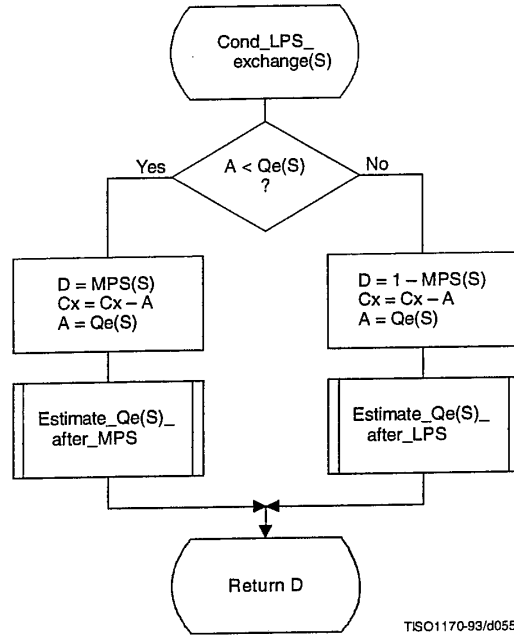 Cond_LPS_
exchange(S)
A < Qe(S)
?
Yes
No
D = MPS(S)
Cx = Cx – A
A = Qe(S)
D = 1 – MPS(S)
Cx = Cx – A
A = Qe(S)
Estimate_Qe(S)_
after_MPS
Estimate_Qe(S)_
after_LPS
Return D
TISO1170-93/d055